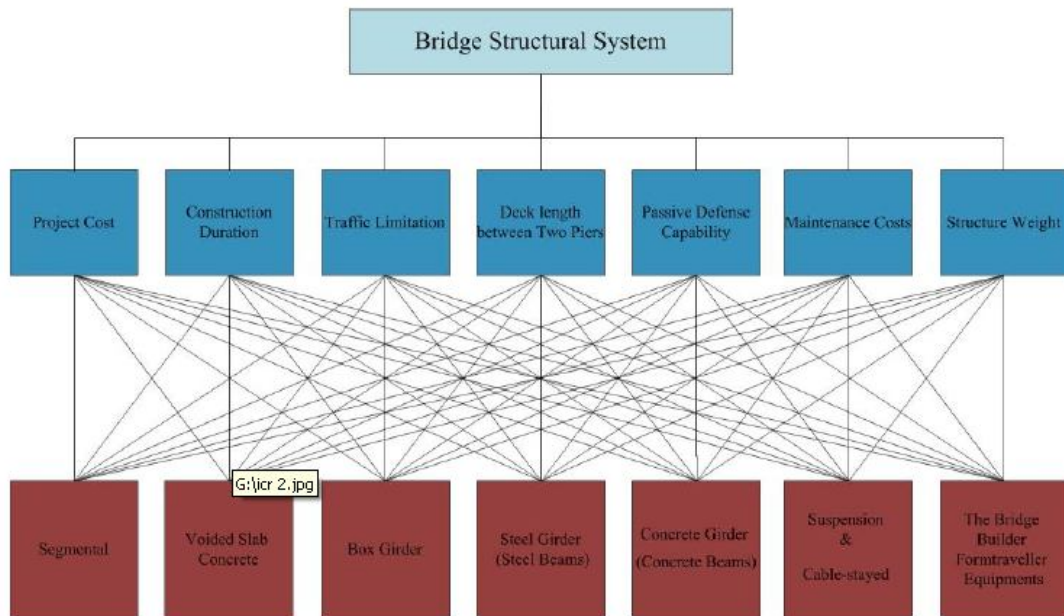 Bridge Structural System
Project Cost
Construction
Duration
Traffic Limitation
Deck length
between Two Piers
Passive Defense
Capability
Maintenance Costs
Structure Weight
G:\icr 2.jpg
Segmental
Voided Slab
Concrete
Box Girder
Steel Girder
(Steel Beams)
Concrete Girder
(Concrete Beams)
Suspension
&
Cable-stayed
The Bridge
Builder
Formtraveller
Equipments